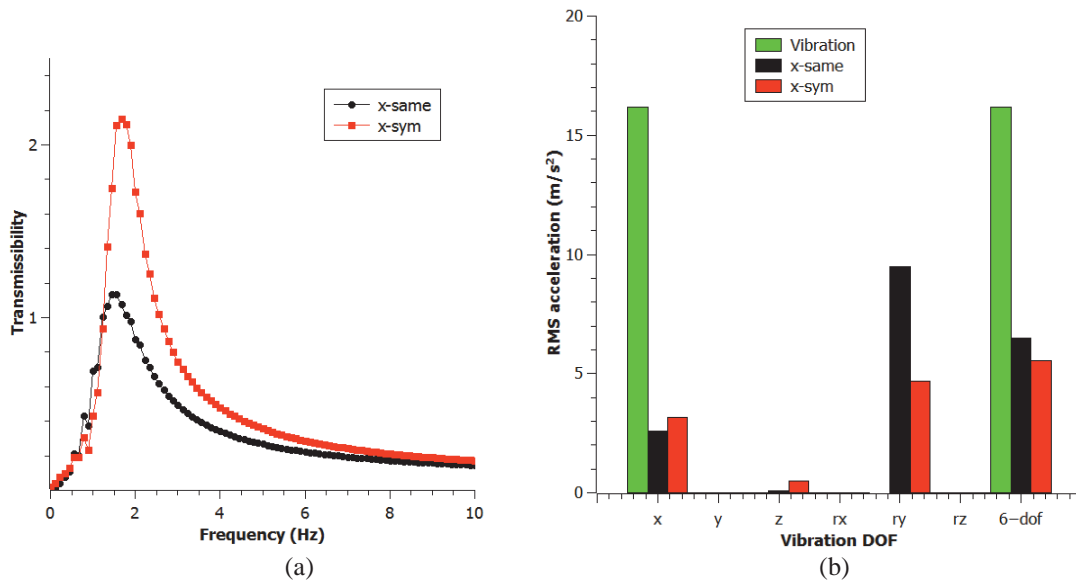 x-same
x-sym
Transmissibility
2
1
0 2 4 6 8 10
Frequency (Hz)
(a)
Vibration
x-same
x-sym
RMS acceleration (m/s²)
20
15
10
5
0
x y z rx ry rz 6−dof
Vibration DOF
(b)